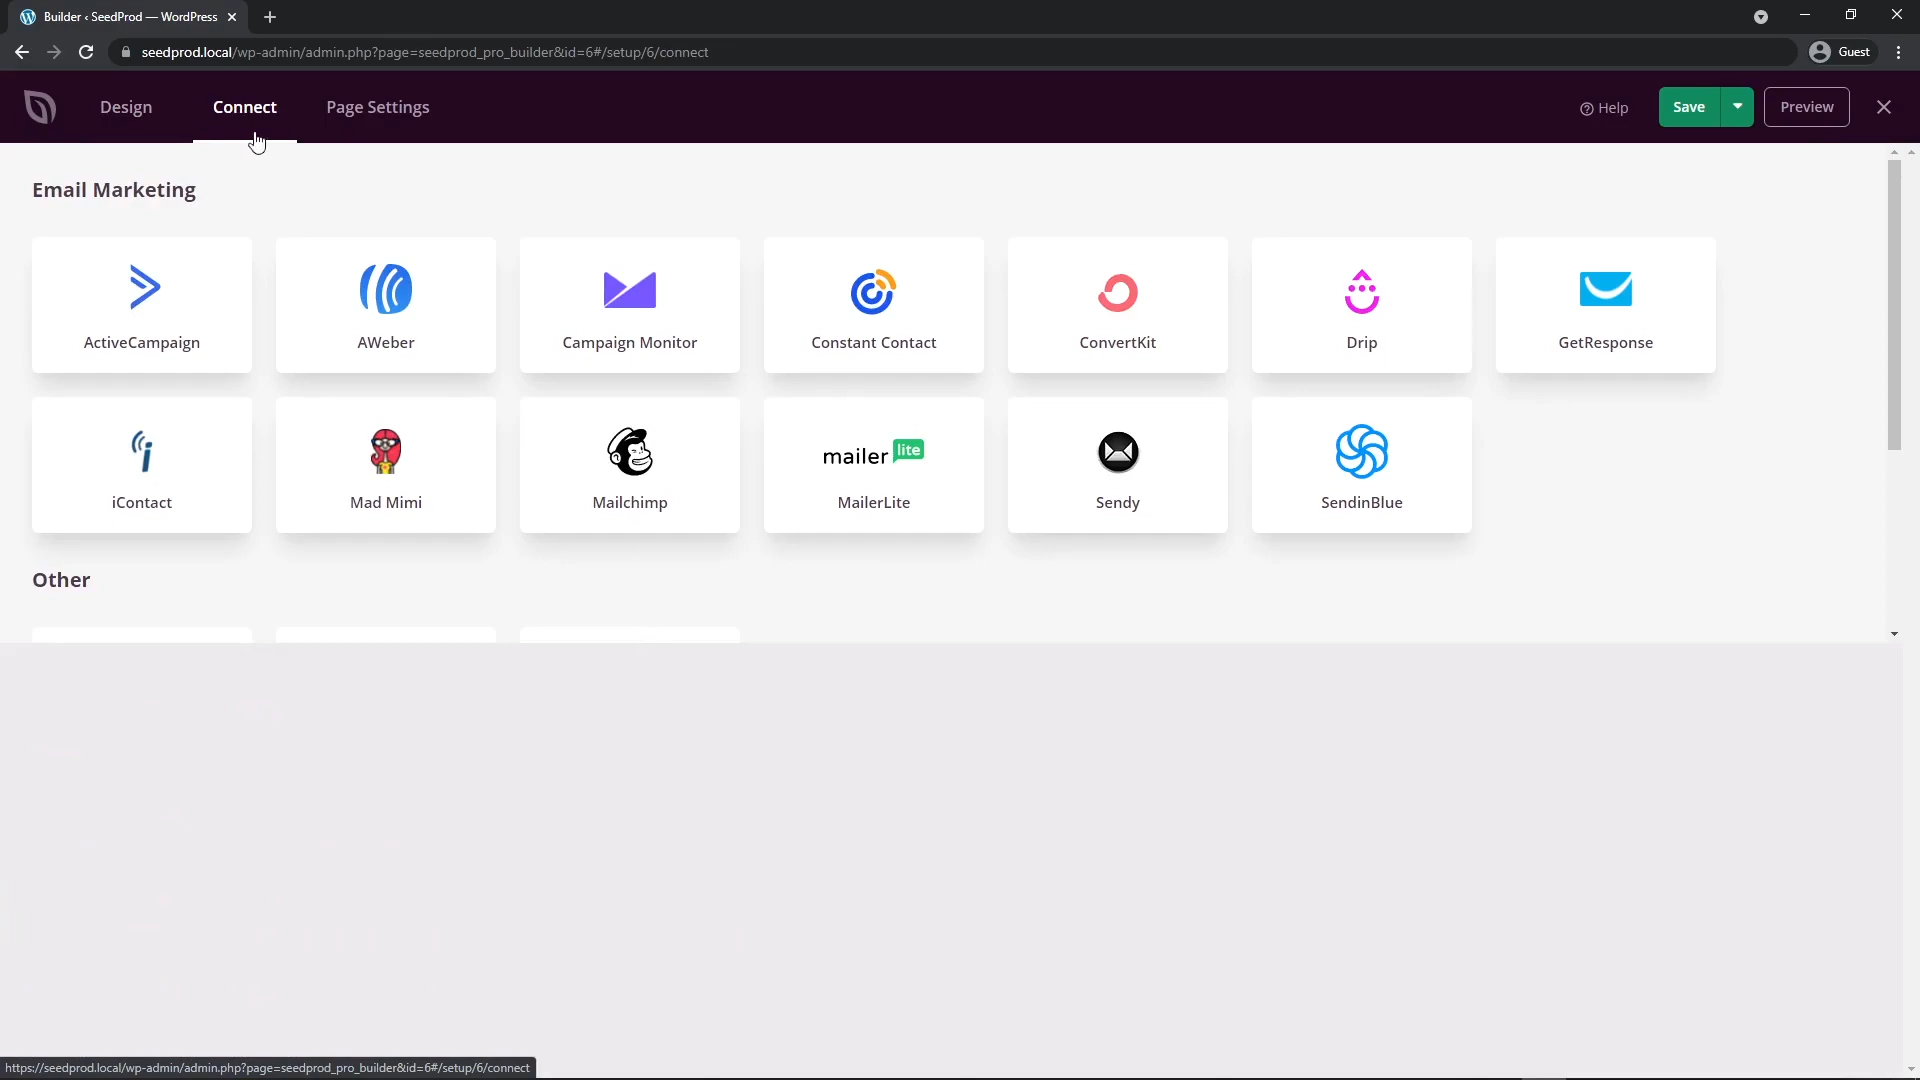 Builder ‹ SeedProd — WordPress
seedprod.local/wp-admin/admin.php?page=seedprod_pro_builder&id=6#/setup/6/connect
Guest
Design
Connect
Page Settings
Help
Save
Preview
Email Marketing
ActiveCampaign
AWeber
Campaign Monitor
Constant Contact
ConvertKit
Drip
GetResponse
iContact
Mad Mimi
Mailchimp
mailer lite
MailerLite
Sendy
SendinBlue
Other
https://seedprod.local/wp-admin/admin.php?page=seedprod_pro_builder&id=6#/setup/6/connect